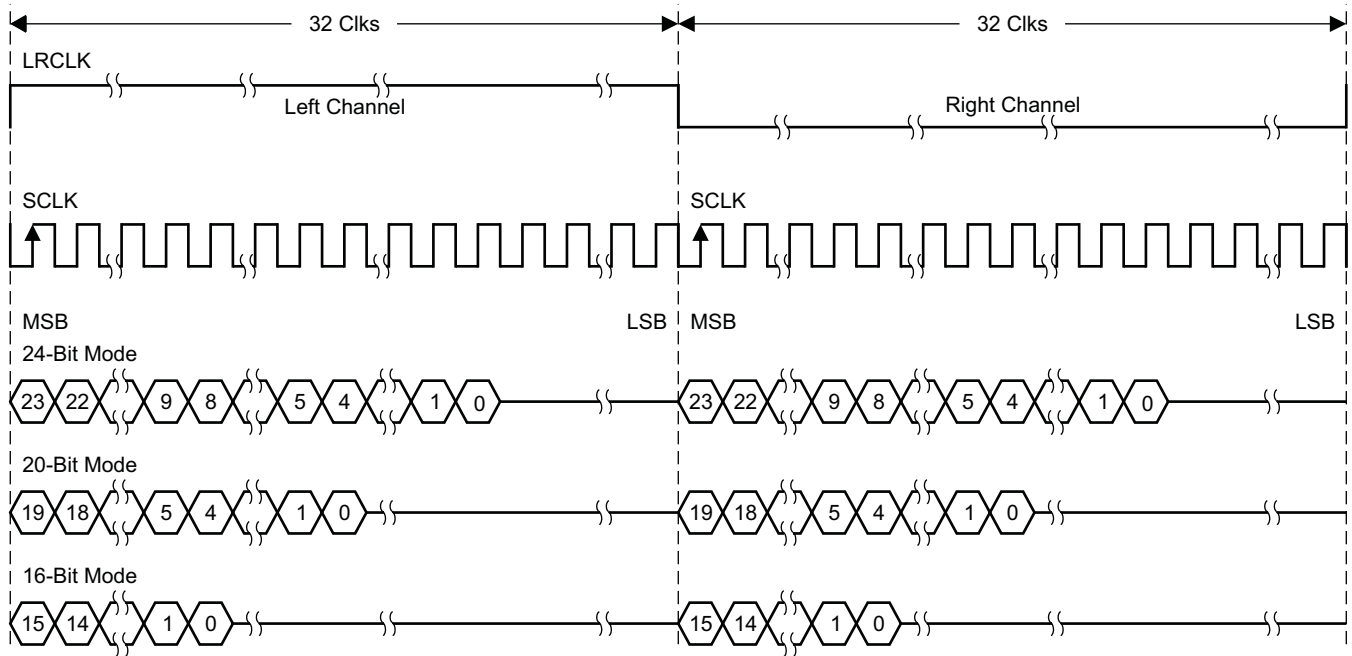 32 Clks 32 Clks
LRCLK
Left Channel Right Channel
SCLK SCLK
MSB LSB MSB LSB
24-Bit Mode
23 22 9 8 5 4 1 0 23 22 9 8 5 4 1 0
20-Bit Mode
19 18 5 4 1 0 19 18 5 4 1 0
16-Bit Mode
15 14 1 0 15 14 1 0